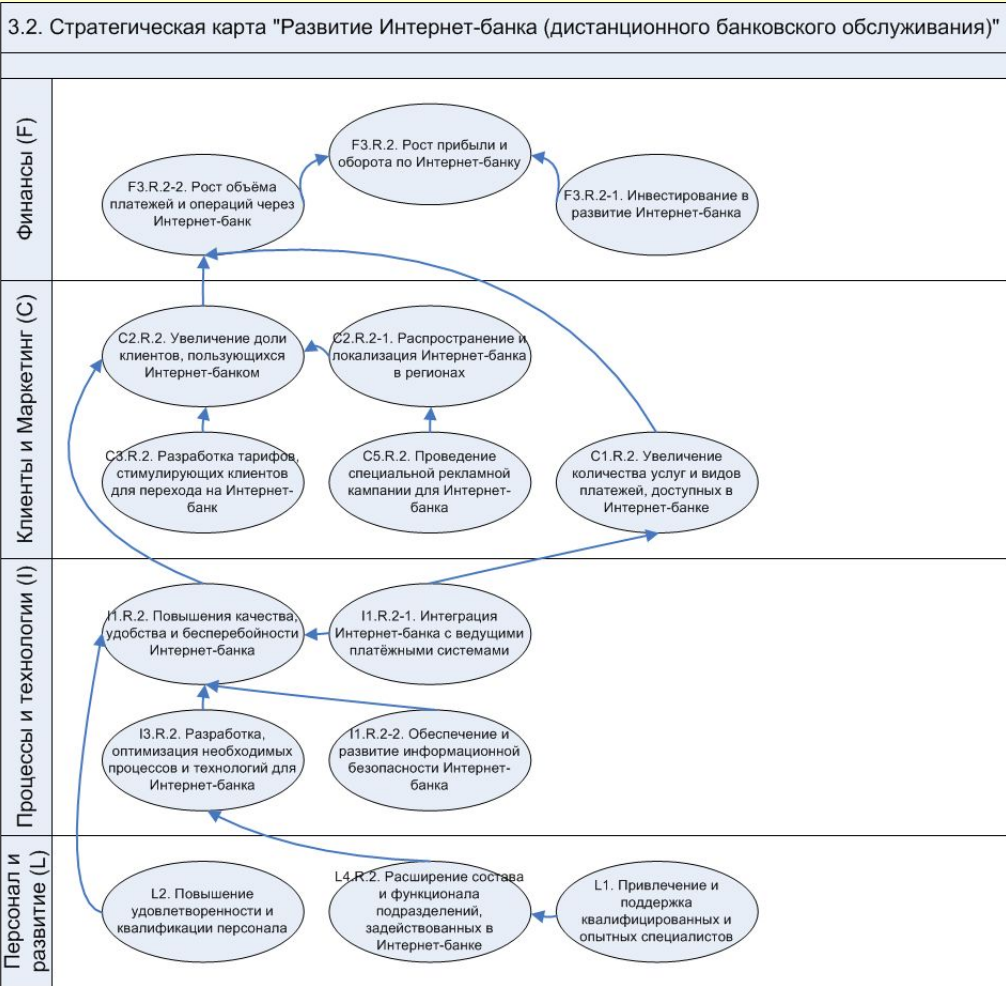 3.2. Стратегическая карта "Развитие Интернет-банка (дистанционного банковского обслуживания)"
Финансы (F)
F3.R.2. Рост прибыли и
оборота по Интернет-банку
F3.R.2-2. Рост объёма
платежей и операций через
Интернет-банк
F3.R.2-1. Инвестирование в
развитие Интернет-банка
Клиенты и Маркетинг (C)
C2.R.2. Увеличение доли
клиентов, пользующихся
Интернет-банком
C2.R.2-1. Распространение и
локализация Интернет-банка
в регионах
C3.R.2. Разработка тарифов,
стимулирующих клиентов
для перехода на Интернет-
банк
C5.R.2. Проведение
специальной рекламной
кампании для Интернет-
банка
C1.R.2. Увеличение
количества услуг и видов
платежей, доступных в
Интернет-банке
Процессы и технологии (I)
I1.R.2. Повышения качества,
удобства и бесперебойности
Интернет-банка
I1.R.2-1. Интеграция
Интернет-банка с ведущими
платёжными системами
I3.R.2. Разработка,
оптимизация необходимых
процессов и технологий для
Интернет-банка
I1.R.2-2. Обеспечение и
развитие информационной
безопасности Интернет-
банка
Персонал и
развитие (L)
L2. Повышение
удовлетворенности и
квалификации персонала
L4.R.2. Расширение состава
и функционала
подразделений,
задействованных в
Интернет-банке
L1. Привлечение и
поддержка
квалифицированных и
опытных специалистов